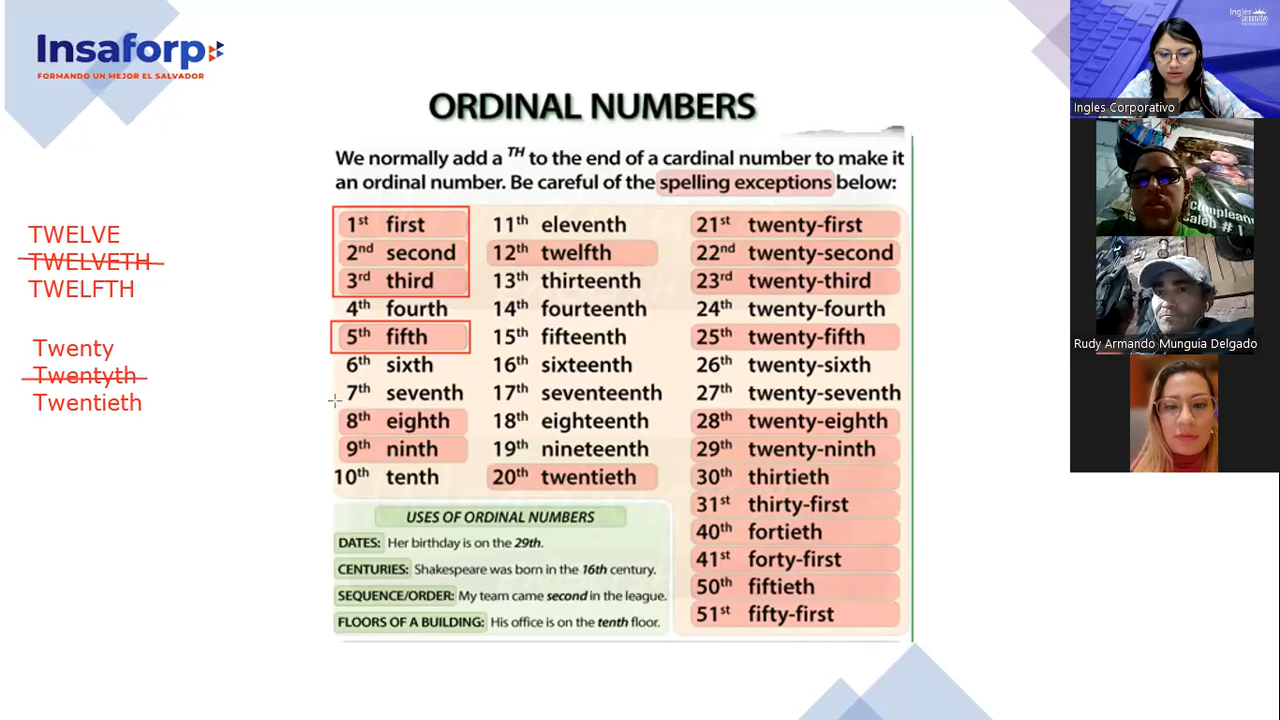 Insaforp
FORMANDO UN MEJOR EL SALVADOR
ORDINAL NUMBERS
We normally add a TH to the end of a cardinal number to make it
an ordinal number. Be careful of the spelling exceptions below:
TWELVE
TWELVETH
TWELFTH
Twenty
Twentyth
Twentieth
1st first
2nd second
3rd third
4th fourth
5th fifth
6th sixth
7th seventh
8th eighth
9th ninth
10th tenth
11th eleventh
12th twelfth
13th thirteenth
14th fourteenth
15th fifteenth
16th sixteenth
17th seventeenth
18th eighteenth
19th nineteenth
20th twentieth
21st twenty-first
22nd twenty-second
23rd twenty-third
24th twenty-fourth
25th twenty-fifth
26th twenty-sixth
27th twenty-seventh
28th twenty-eighth
29th twenty-ninth
30th thirtieth
31st thirty-first
40th fortieth
41st forty-first
50th fiftieth
51st fifty-first
USES OF ORDINAL NUMBERS
DATES: Her birthday is on the 29th.
CENTURIES: Shakespeare was born in the 16th century.
SEQUENCE/ORDER: My team came second in the league.
FLOORS OF A BUILDING: His office is on the tenth floor.
Ingles Corporativo
Rudy Armando Munguia Delgado